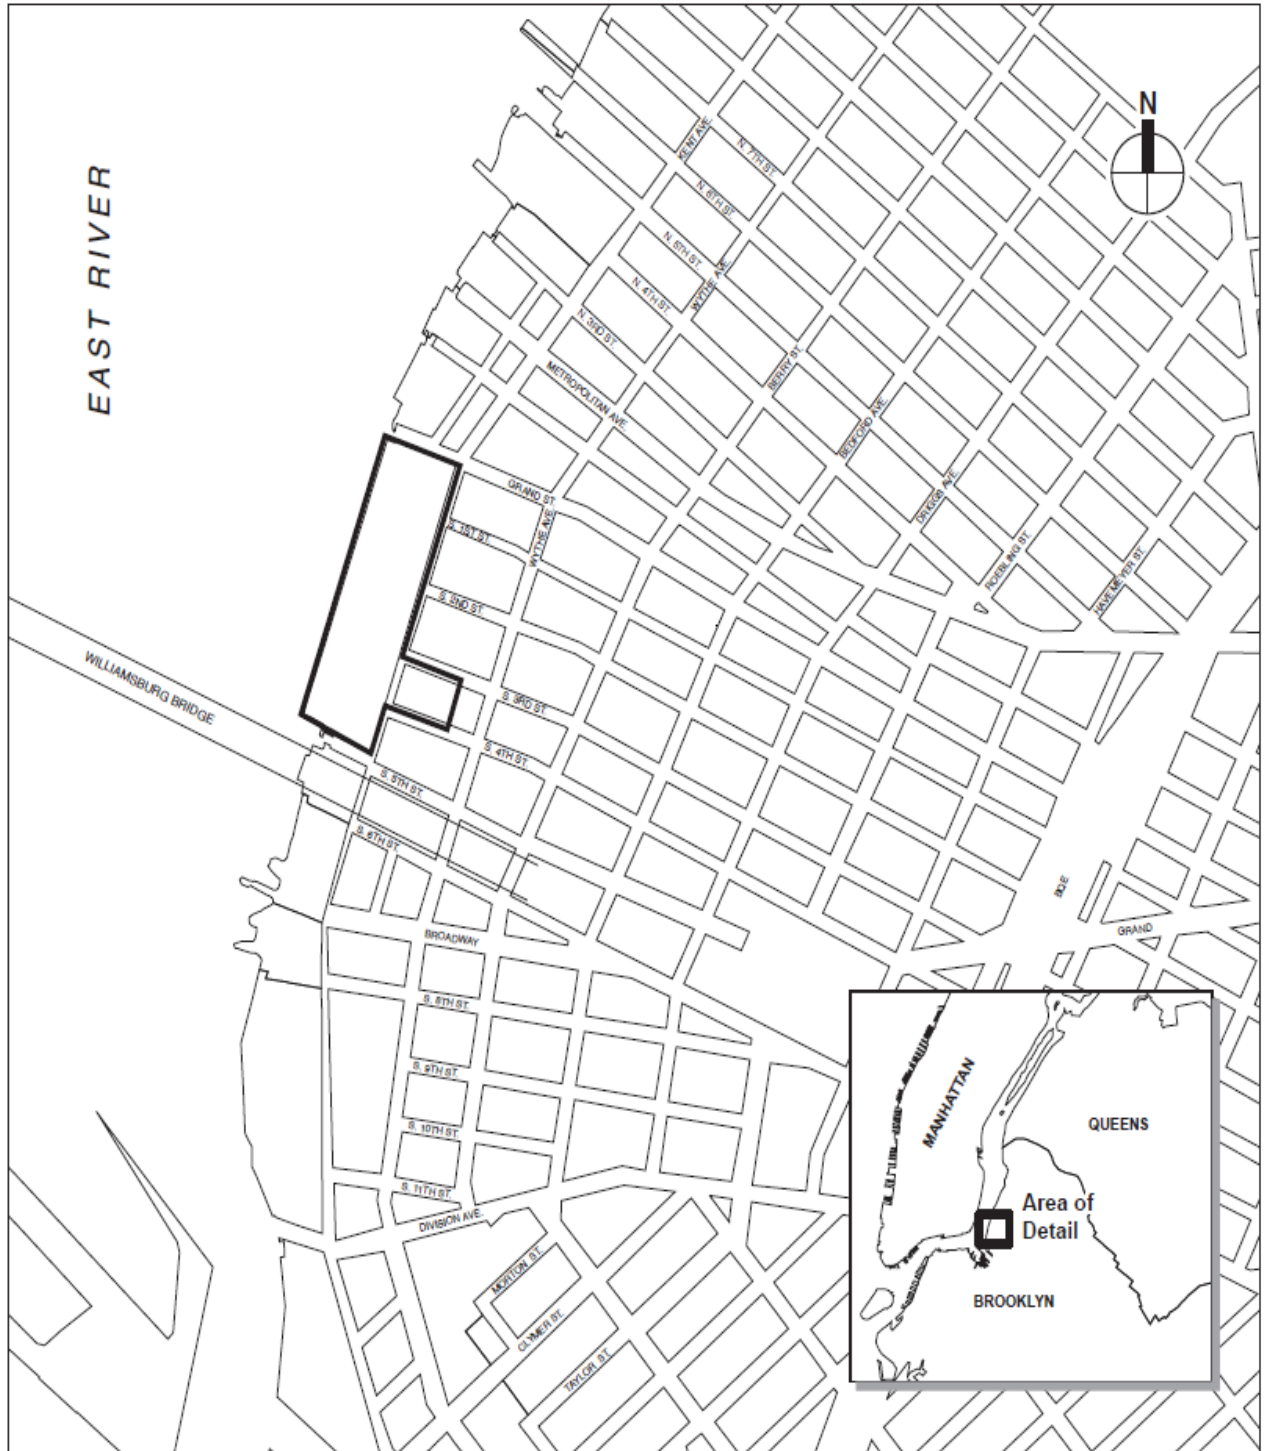 N
KENT AVE.
N. 7TH ST.
N. 6TH ST.
N. 5TH ST.
WYTHE AVE.
N. 4TH ST.
N. 3RD ST.
EAST RIVER
METROPOLITAN AVE.
BERRY ST.
BEDFORD AVE.
DRIGGS AVE.
GRAND ST.
WYTHE AVE.
S. 1ST ST.
ROEBLING ST.
HAVEMEYER ST.
S. 2ND ST.
WILLIAMSBURG BRIDGE
S. 3RD ST.
S. 4TH ST.
S. 5TH ST.
S. 6TH ST.
BQE
GRAND
BROADWAY
S. 8TH ST.
S. 9TH ST.
S. 10TH ST.
S. 11TH ST.
DIVISION AVE.
MORTON ST.
CLYMER ST.
TAYLOR ST.
MANHATTAN
QUEENS
Area of
Detail
BROOKLYN